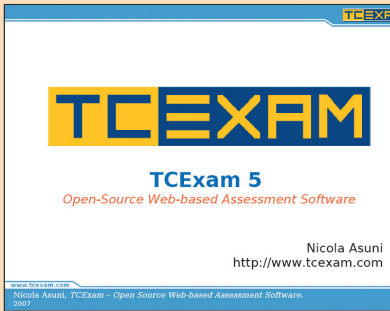 TCEXAM
TCEXAM
TCExam 5
Open-Source Web-based Assessment Software
Nicola Asuni
http://www.tcexam.com
www.tcexam.com
Nicola Asuni, TCExam – Open Source Web-based Assessment Software.
2007